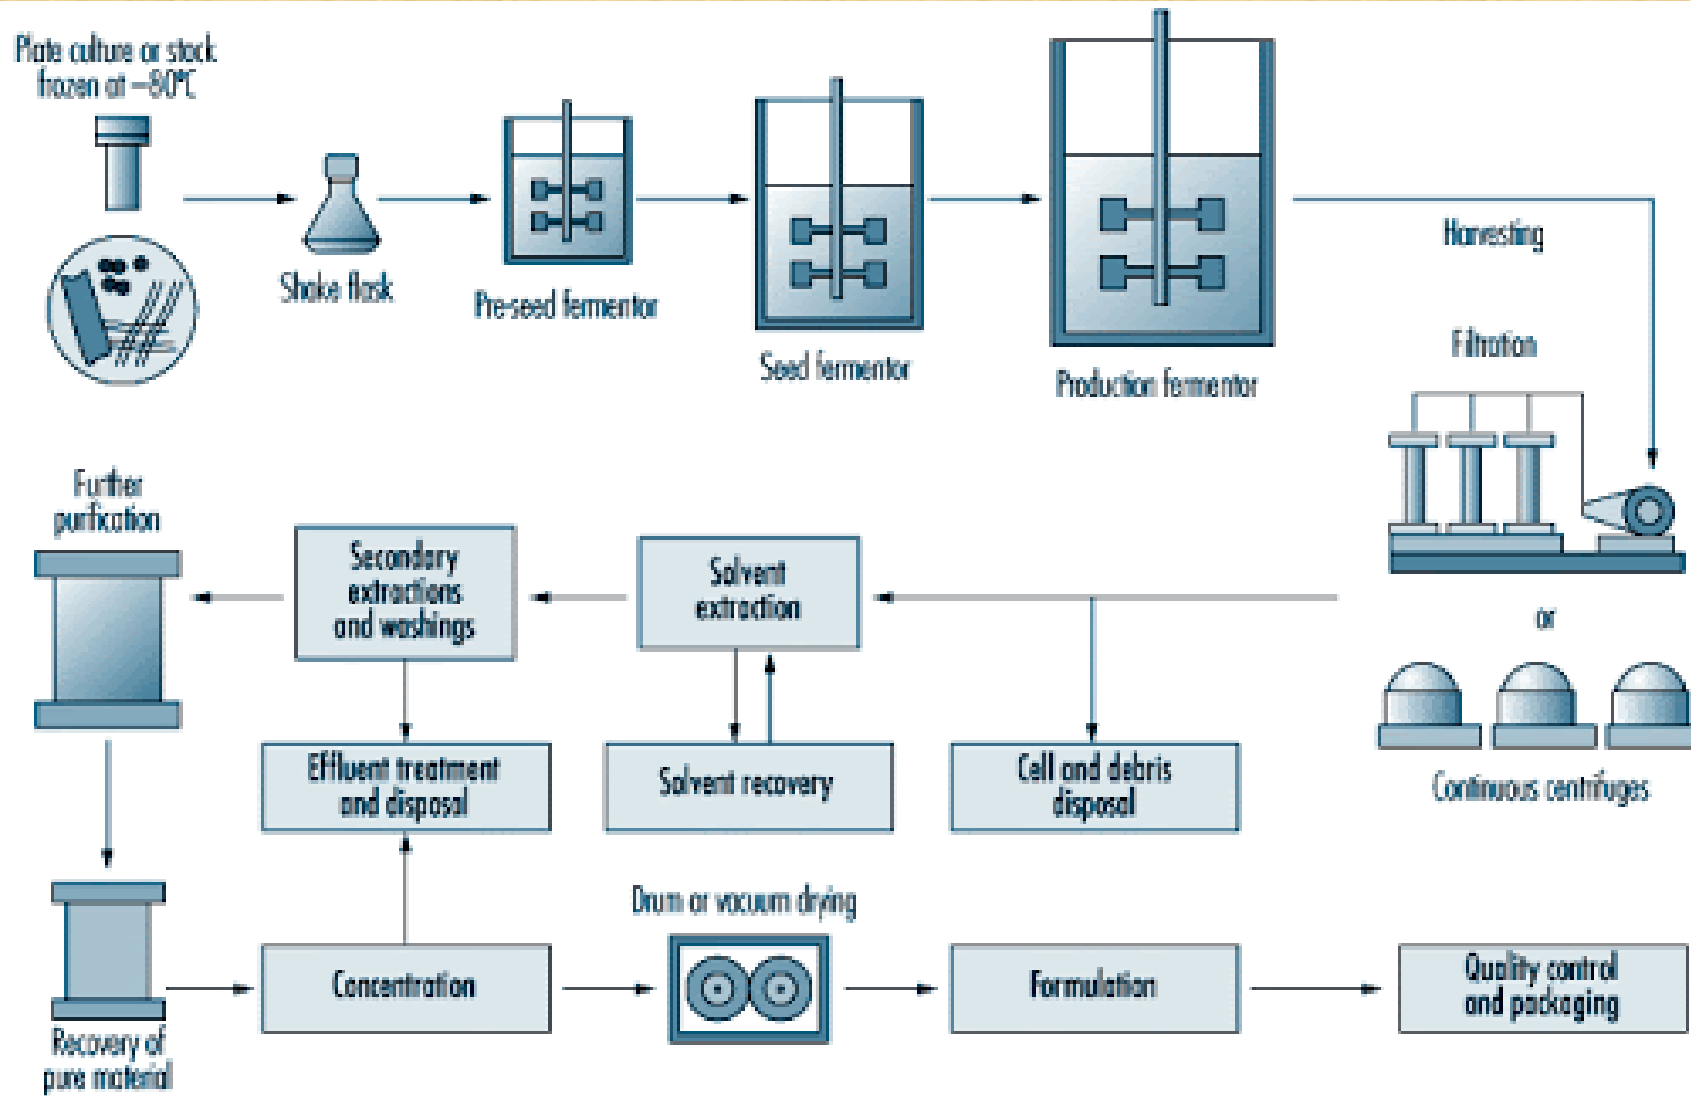 Plate culture or stock
frozen at –80°C
Shake flask
Pre-seed fermentor
Seed fermentor
Production fermentor
Harvesting
Filtration
or
Continuous centrifuges
Further
purification
Secondary
extractions
and washings
Solvent
extraction
Effluent treatment
and disposal
Solvent recovery
Cell and debris
disposal
Recovery of
pure material
Concentration
Drum or vacuum drying
Formulation
Quality control
and packaging